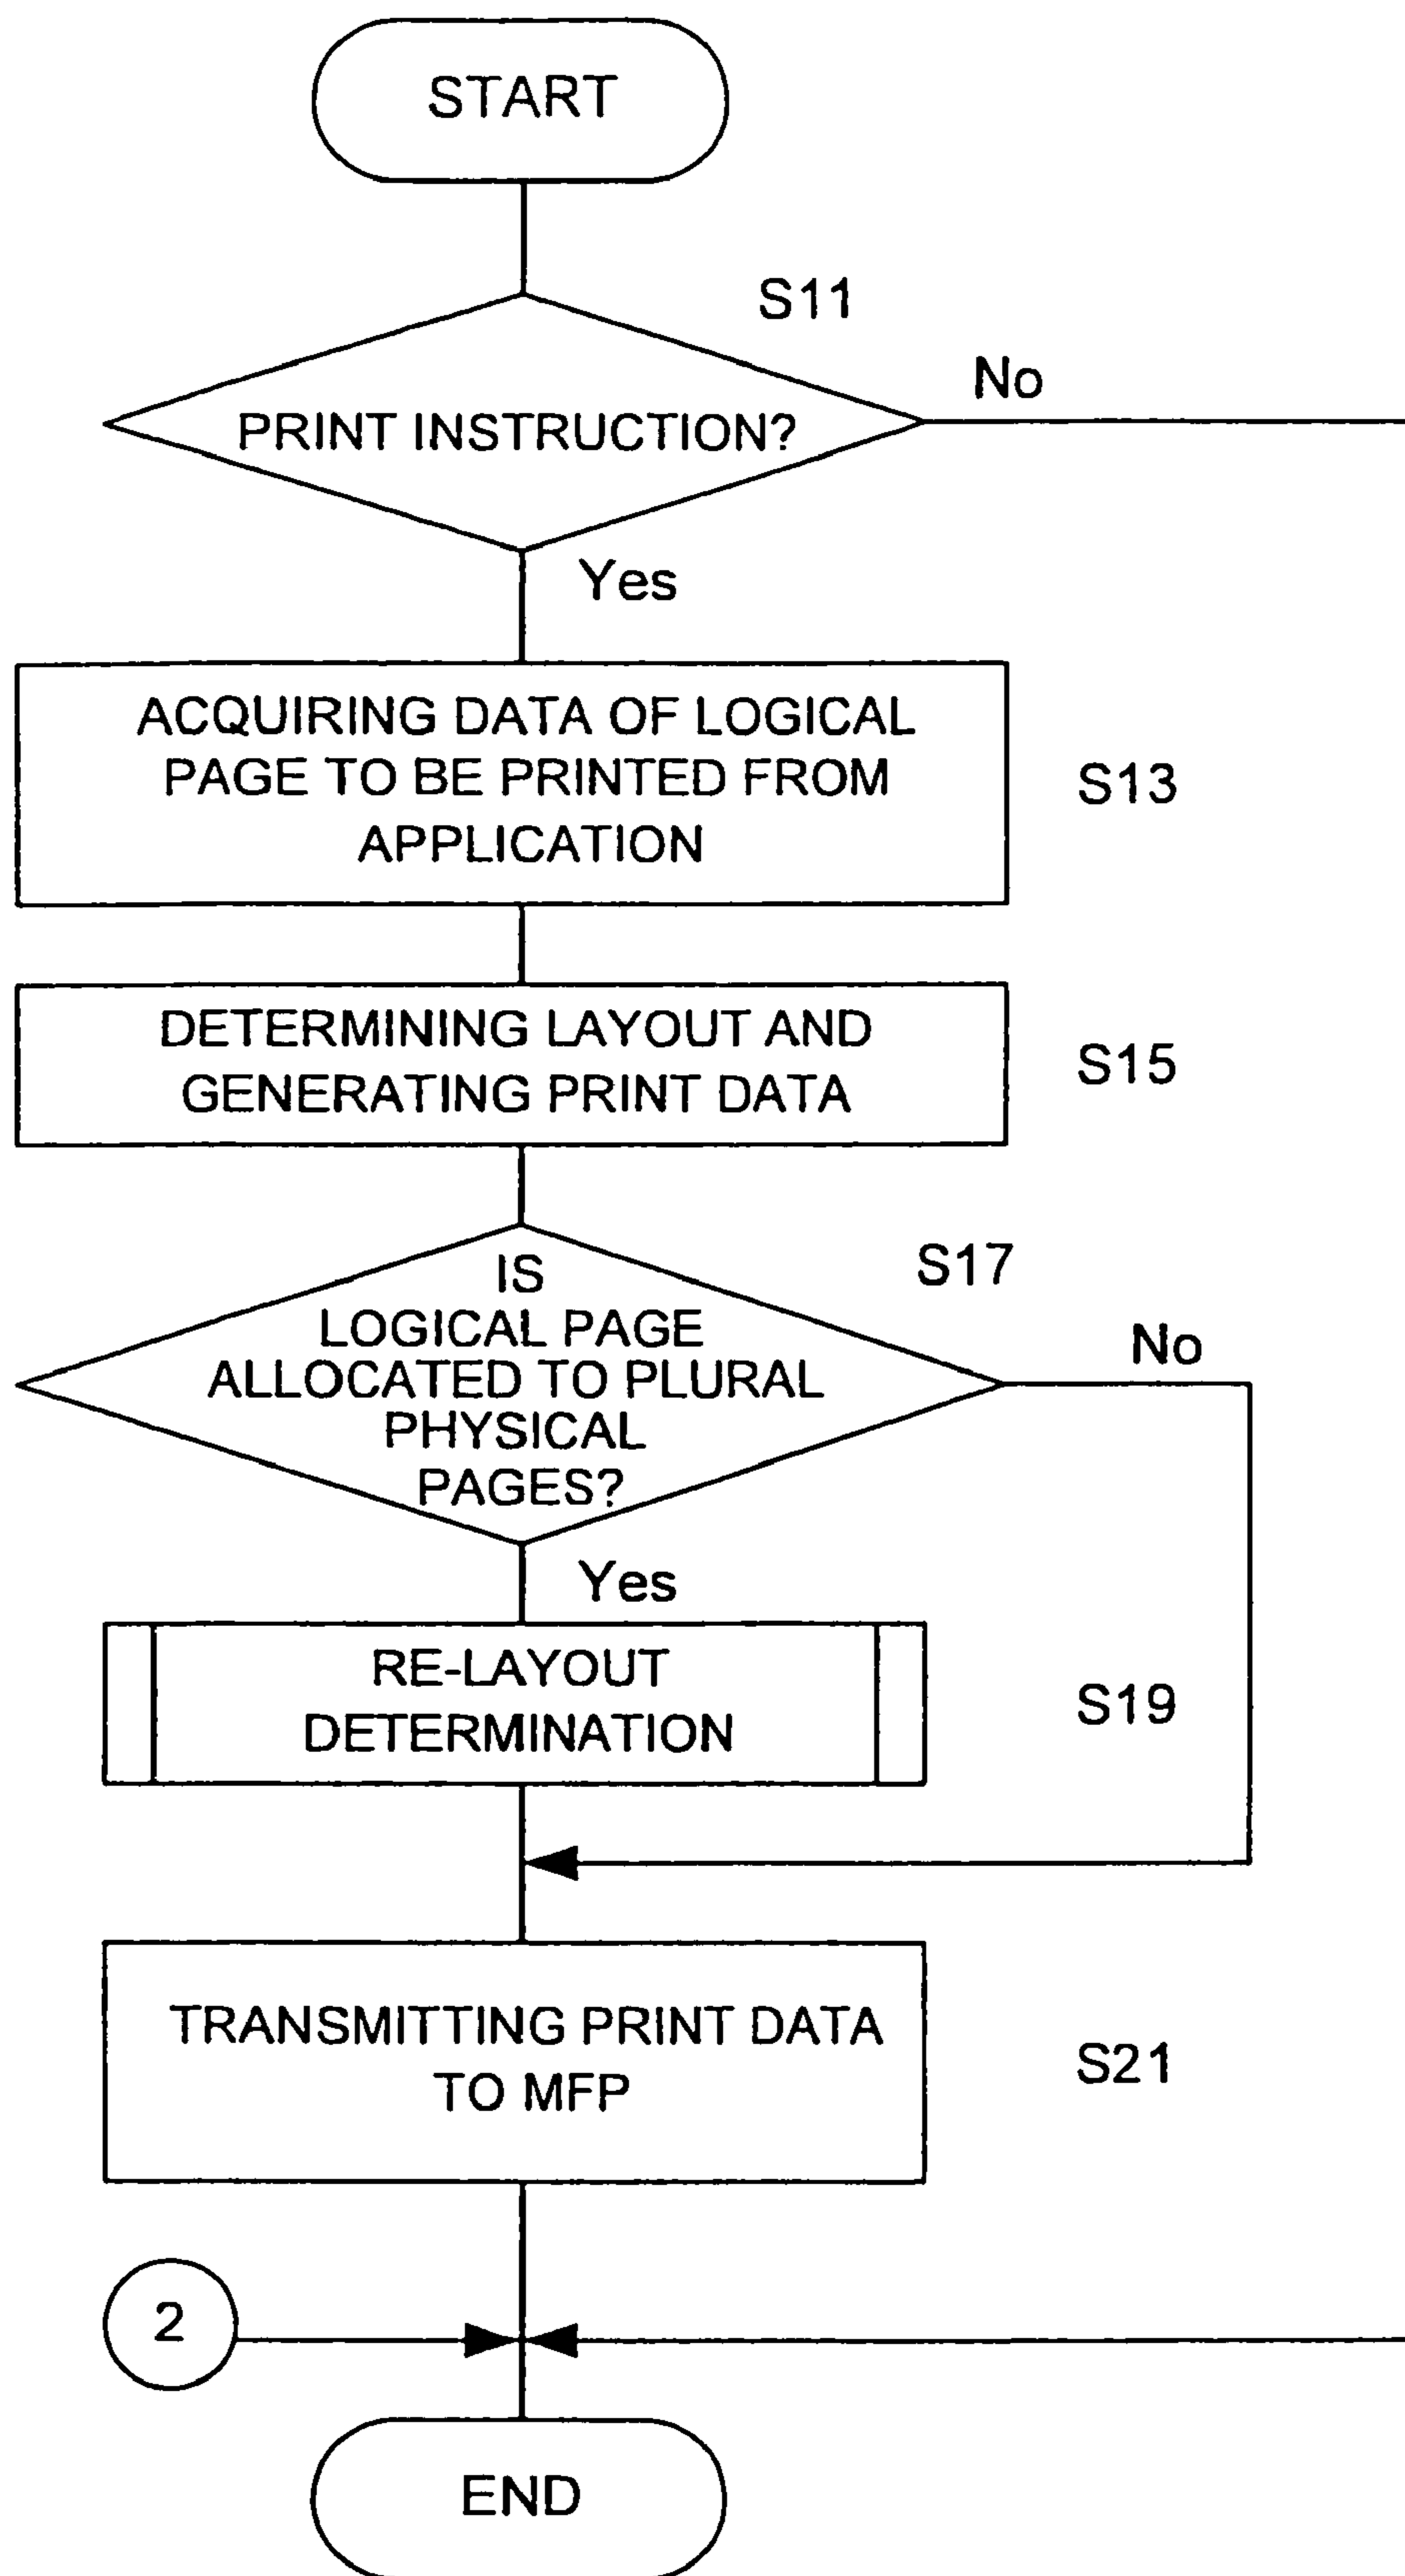 START
S11
No
PRINT INSTRUCTION?
Yes
ACQUIRING DATA OF LOGICAL
PAGE TO BE PRINTED FROM
APPLICATION
S13
DETERMINING LAYOUT AND
GENERATING PRINT DATA
S15
IS
LOGICAL PAGE
ALLOCATED TO PLURAL
PHYSICAL
PAGES?
S17
No
Yes
RE-LAYOUT
DETERMINATION
S19
TRANSMITTING PRINT DATA
TO MFP
S21
2
END